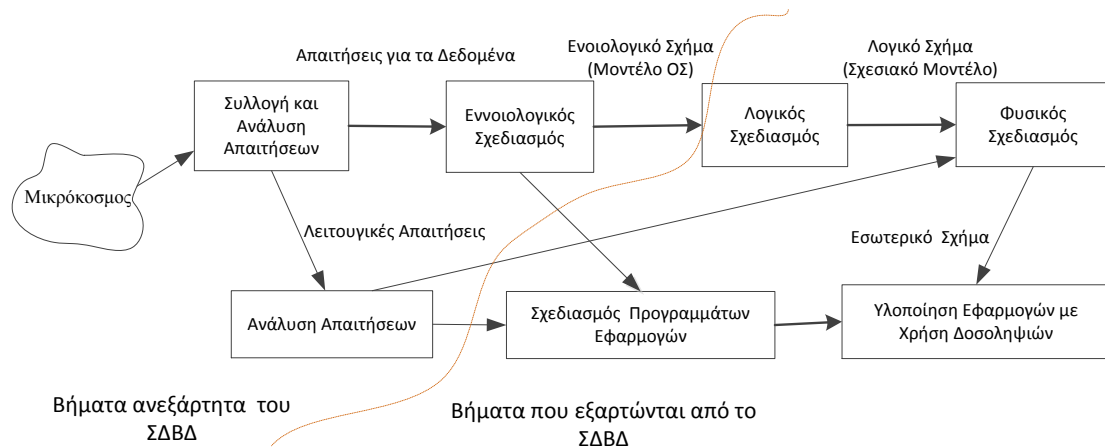 Απαιτήσεις για τα Δεδομένα
Ενοιολογικό Σχήμα
(Μοντέλο ΟΣ)
Λογικό Σχήμα
(Σχεσιακό Μοντέλο)
Συλλογή και
Ανάλυση
Απαιτήσεων
Εννοιολογικός
Σχεδιασμός
Λογικός
Σχεδιασμός
Φυσικός
Σχεδιασμός
Μικρόκοσμος
Λειτουγικές Απαιτήσεις
Εσωτερικό Σχήμα
Ανάλυση Απαιτήσεων
Σχεδιασμός Προγραμμάτων
Εφαρμογών
Υλοποίηση Εφαρμογών με
Χρήση Δοσοληψιών
Βήματα ανεξάρτητα του
ΣΔΒΔ
Βήματα που εξαρτώνται από το
ΣΔΒΔ